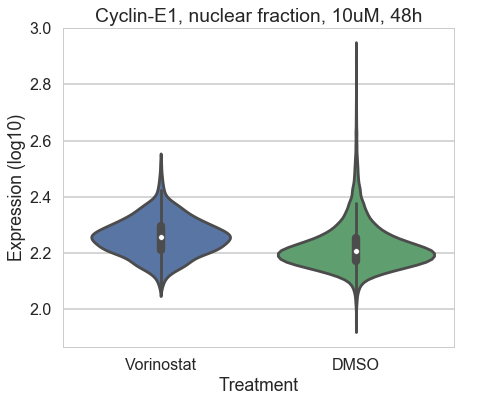 Cyclin-E1, nuclear fraction, 10uM, 48h
3.0
2.8
2.6
2.4
2.2
2.0
Expression (log10)
Vorinostat DMSO
Treatment